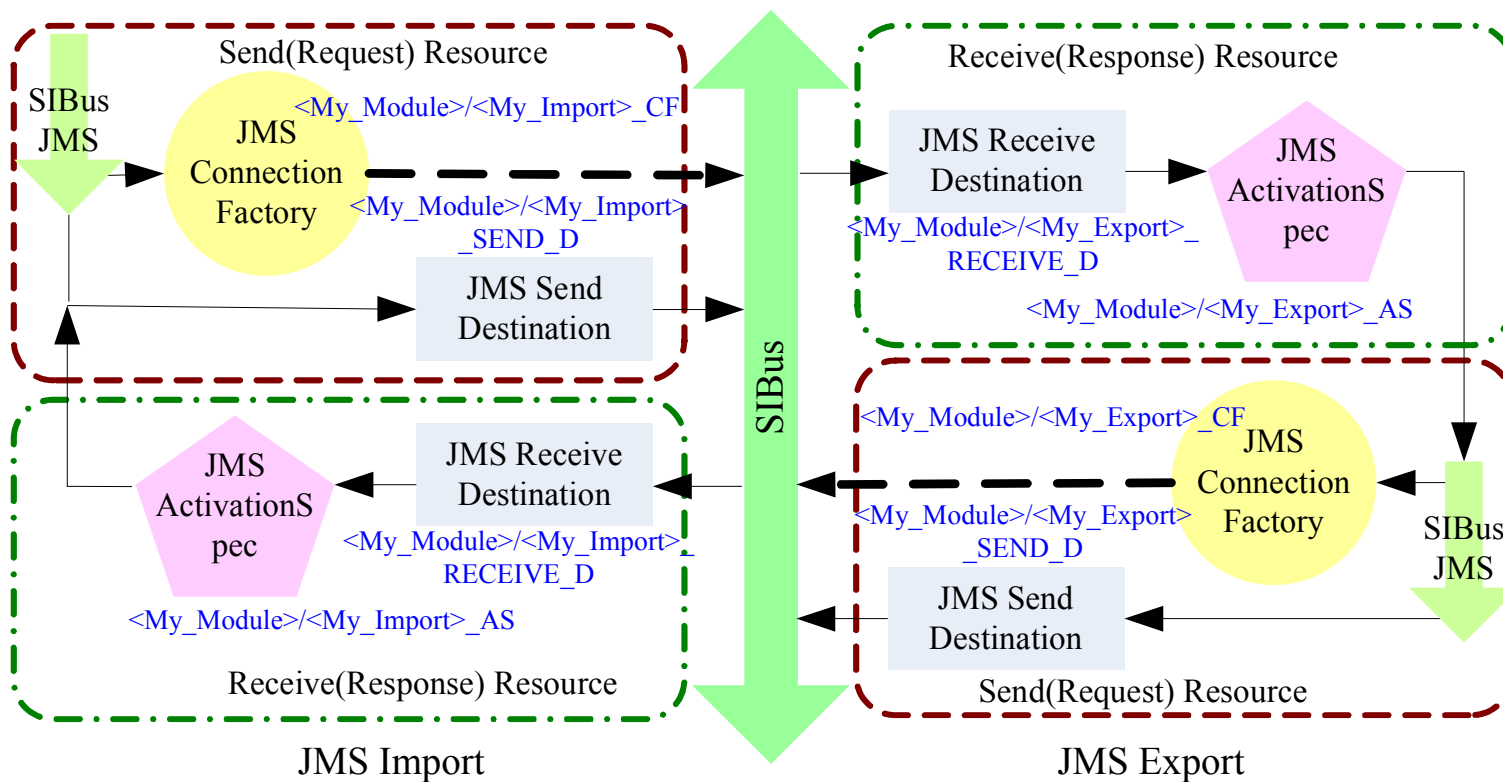 Send(Request) Resource
SIBus
JMS
JMS
Connection
Factory
<My_Module>/<My_Import>_CF
<My_Module>/<My_Import>
_SEND_D
JMS Send
Destination
JMS
ActivationS
pec
JMS Receive
Destination
<My_Module>/<My_Import>_
RECEIVE_D
<My_Module>/<My_Import>_AS
Receive(Response) Resource
JMS Import
SIBus
Receive(Response) Resource
JMS Receive
Destination
<My_Module>/<My_Export>_
RECEIVE_D
JMS
ActivationS
pec
<My_Module>/<My_Export>_AS
<My_Module>/<My_Export>_CF
JMS
Connection
Factory
<My_Module>/<My_Export>
_SEND_D
SIBus
JMS
JMS Send
Destination
Send(Request) Resource
JMS Export